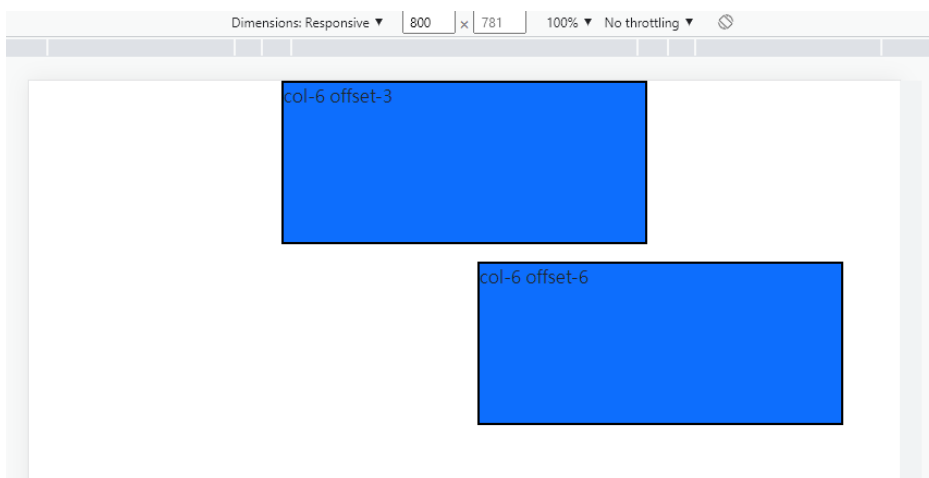 Dimensions: Responsive ▼ 800 × 781 100% ▼ No throttling ▼
col-6 offset-3
col-6 offset-6